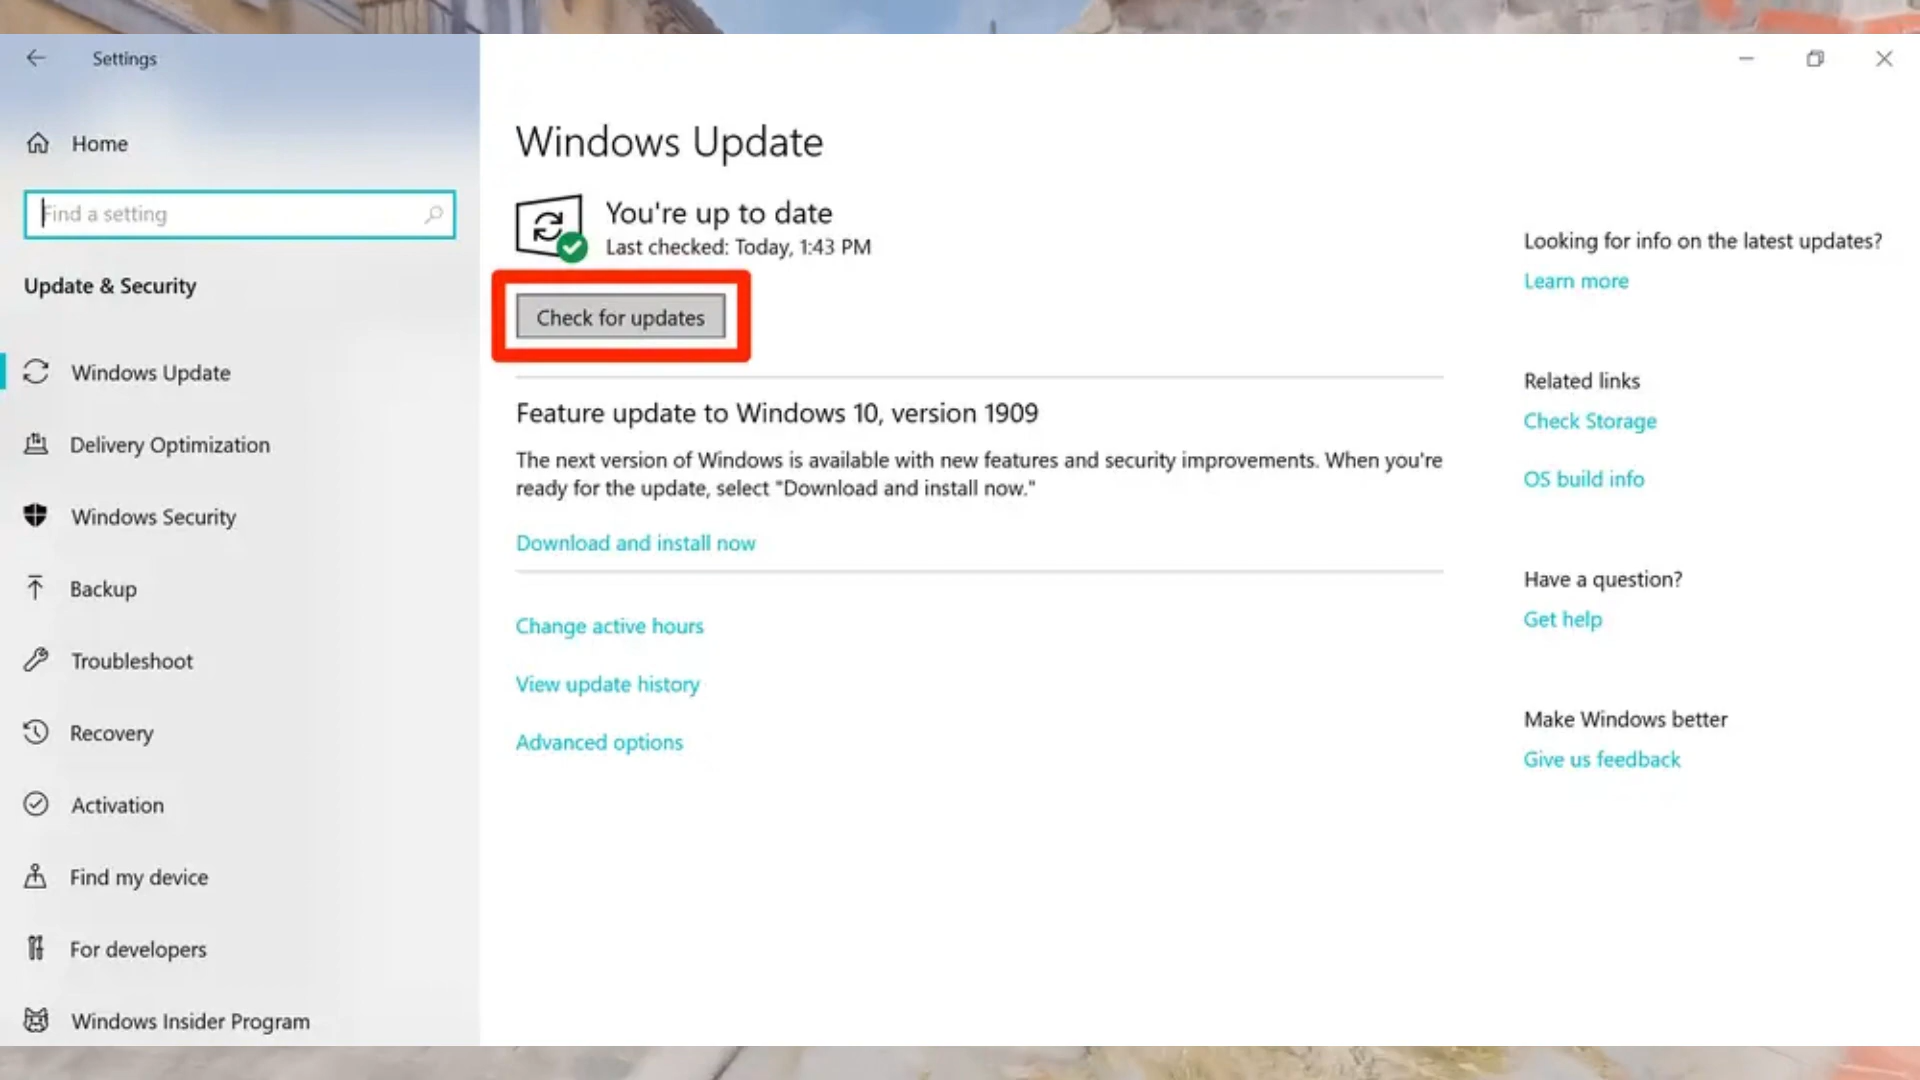 Settings
Home
Find a setting
Update & Security
Windows Update
Delivery Optimization
Windows Security
Backup
Troubleshoot
Recovery
Activation
Find my device
For developers
Windows Insider Program
Windows Update
You're up to date
Last checked: Today, 1:43 PM
Check for updates
Feature update to Windows 10, version 1909
The next version of Windows is available with new features and security improvements. When you're
ready for the update, select "Download and install now."
Download and install now
Change active hours
View update history
Advanced options
Looking for info on the latest updates?
Learn more
Related links
Check Storage
OS build info
Have a question?
Get help
Make Windows better
Give us feedback